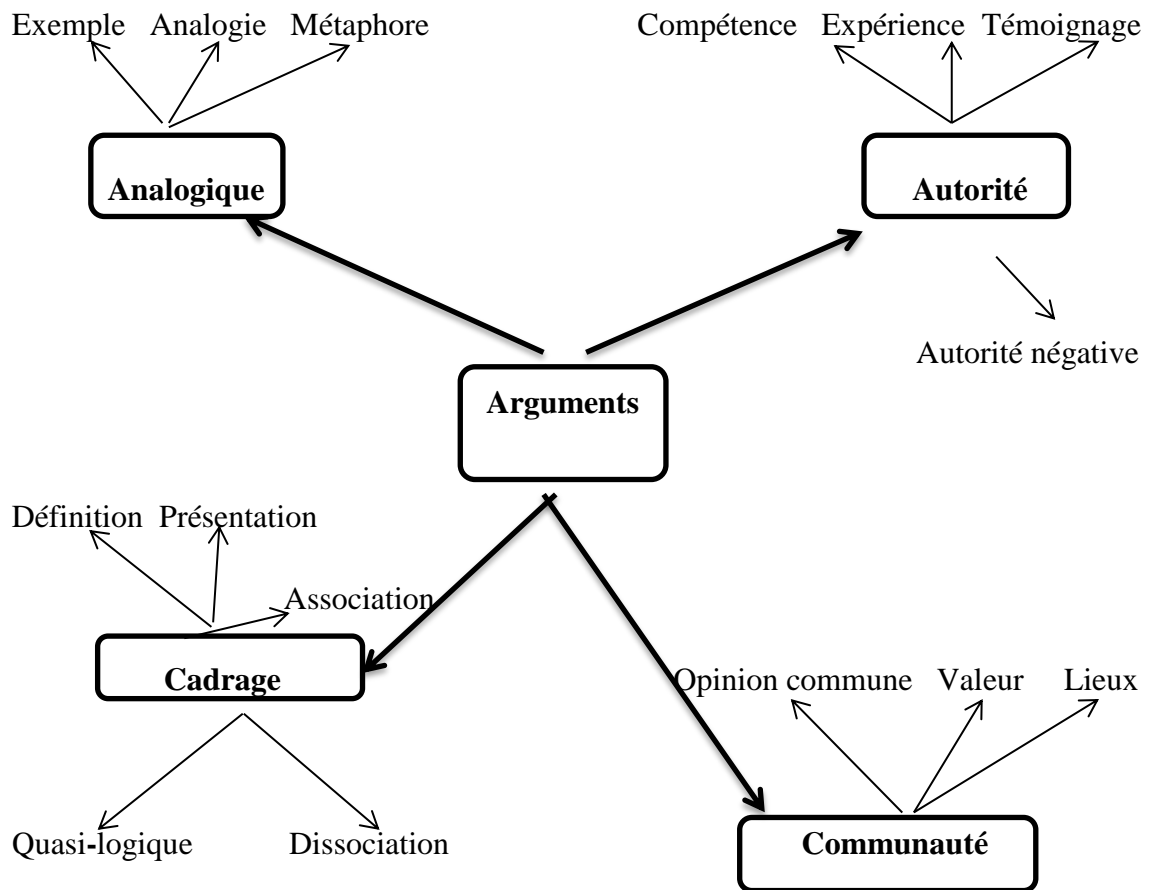 Exemple Analogie Métaphore
Compétence Expérience Témoignage
Analogique
Autorité
Autorité négative
Arguments
Définition Présentation
Association
Cadrage
Opinion commune Valeur Lieux
Quasi-logique Dissociation
Communauté